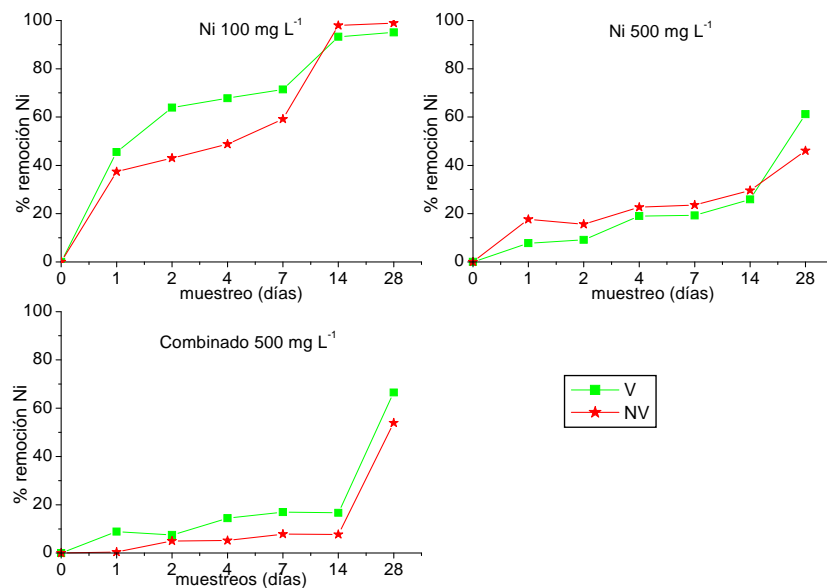 Ni 100 mg L⁻¹
% remoción Ni
100
80
60
40
20
0
0 1 2 4 7 14 28
muestreo (días)
Ni 500 mg L⁻¹
% remoción Ni
100
80
60
40
20
0
0 1 2 4 7 14 28
muestreo (días)
Combinado 500 mg L⁻¹
% remoción Ni
100
80
60
40
20
0
0 1 2 4 7 14 28
muestreos (días)
V
NV